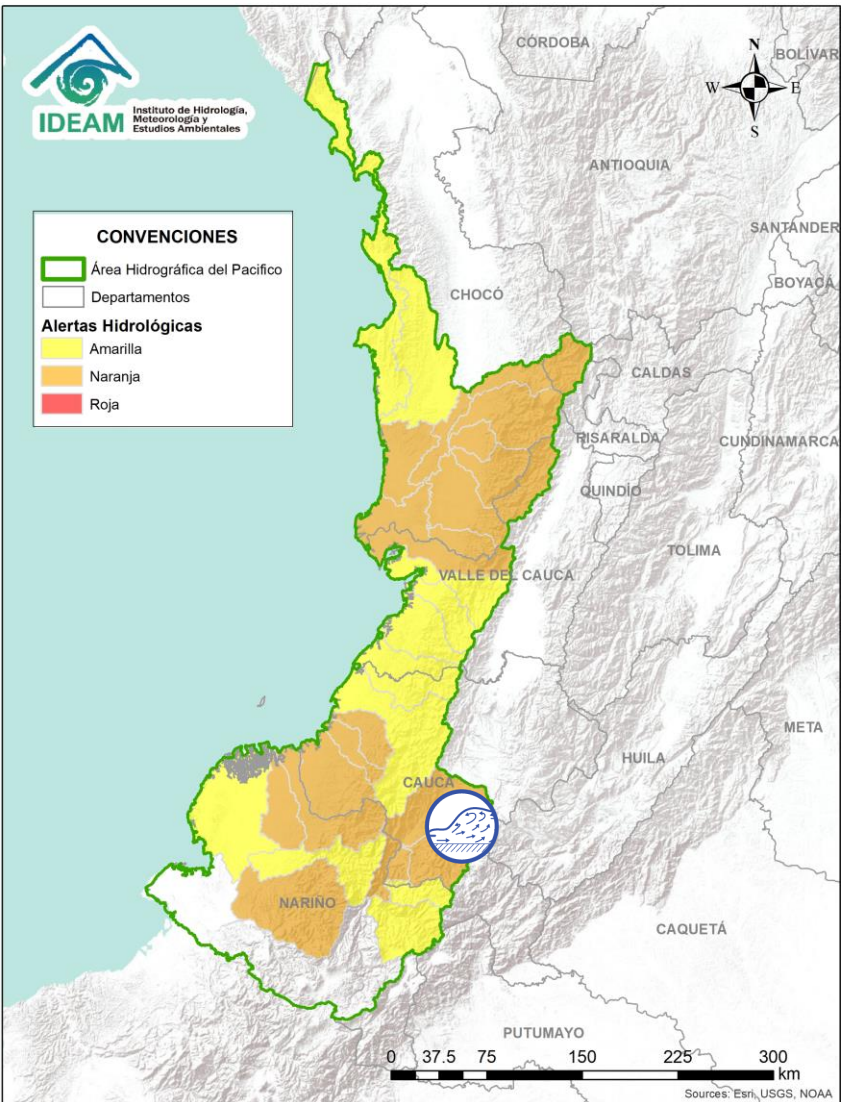 CÓRDOBA
BOLÍVAR
N
W
E
S
IDEAM
Instituto de Hidrología,
Meteorología y
Estudios Ambientales
ANTIOQUIA
SANTANDER
CONVENCIONES
Área Hidrográfica del Pacifico
Departamentos
Alertas Hidrológicas
Amarilla
Naranja
Roja
BOYACÁ
CHOCÓ
CALDAS
RISARALDA
CUNDINAMARCA
QUINDÍO
TOLIMA
VALLE DEL CAUCA
META
HUILA
CAUCA
NARIÑO
CAQUETÁ
PUTUMAYO
0 37.5 75 150 225 300
km
Sources: Esri, USGS, NOAA